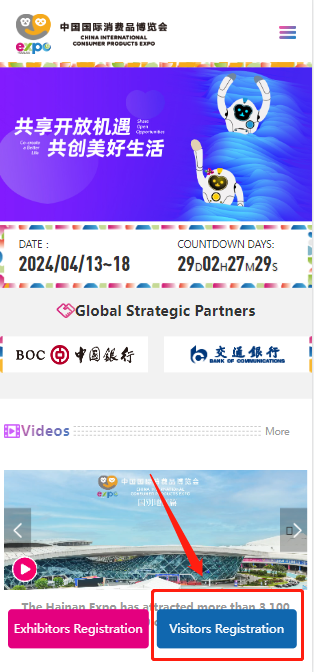 ezpo
中国国际消费品博览会
CHINA INTERNATIONAL
CONSUMER PRODUCTS EXPO
共享开放机遇
Share
Open
Opportunities
Co-create
a Better
Life
共创美好生活
DATE：
COUNTDOWN DAYS:
2024/04/13~18
29D02H27M29S
Global Strategic Partners
BOC 中国银行
交通銀行
BANK OF COMMUNICATIONS
Videos
More
中国国际消费品博览会
ezpo
The Hainan Expo has attracted more than 3,100
Exhibitors Registration
Visitors Registration